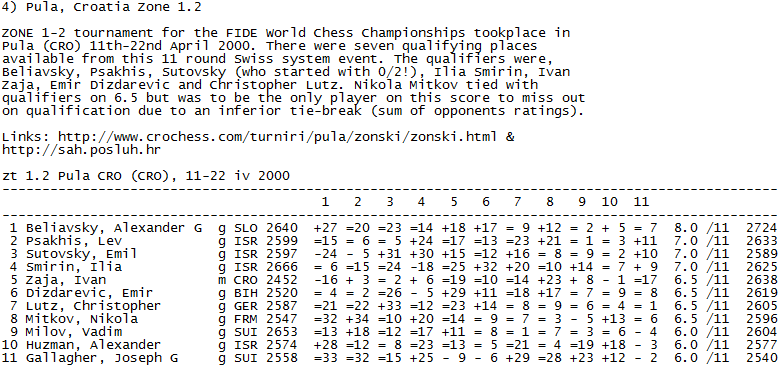 4) Pula, Croatia Zone 1.2
ZONE 1-2 tournament for the FIDE World Chess Championships tookplace in
Pula (CRO) 11th-22nd April 2000. There were seven qualifying places
available from this 11 round Swiss system event. The qualifiers were,
Beliavsky, Psakhis, Sutovsky (who started with 0/2!), Ilia Smirin, Ivan
Zaja, Emir Dizdarevic and Christopher Lutz. Nikola Mitkov tied with
qualifiers on 6.5 but was to be the only player on this score to miss out
on qualification due to an inferior tie-break (sum of opponents ratings).
Links: http://www.crochess.com/turniri/pula/zonski/zonski.html &
http://sah.posluh.hr
zt 1.2 Pula CRO (CRO), 11-22 iv 2000
1 2 3 4 5 6 7 8 9 10 11
1 Beliavsky, Alexander G g SLO 2640 +27 =20 =23 =14 +18 +17 = 9 +12 = 2 + 5 = 7 8.0 /11 2724
2 Psakhis, Lev g ISR 2599 =15 = 6 = 5 +24 =17 =13 =23 +21 = 1 = 3 +11 7.0 /11 2633
3 Sutovsky, Emil g ISR 2597 -24 - 5 +31 +30 +15 =12 +16 = 8 = 9 = 2 +10 7.0 /11 2589
4 Smirin, Ilia g ISR 2666 = 6 =15 =24 -18 =25 +32 +20 =10 +14 = 7 + 9 7.0 /11 2625
5 Zaja, Ivan m CRO 2452 -16 + 3 = 2 + 6 =19 =10 =14 +23 + 8 - 1 =17 6.5 /11 2638
6 Dizdarevic, Emir g BIH 2520 = 4 = 2 =26 - 5 +29 +11 =18 +17 = 7 = 9 = 8 6.5 /11 2619
7 Lutz, Christopher g GER 2587 =21 =22 +33 =12 =23 +14 = 8 = 9 = 6 = 4 = 1 6.5 /11 2605
8 Mitkov, Nikola g FRM 2547 =32 +34 =10 +20 =14 = 9 = 7 = 3 - 5 +13 = 6 6.5 /11 2596
9 Milov, Vadim g SUI 2653 =13 +18 =12 =17 +11 = 8 = 1 = 7 = 3 = 6 - 4 6.0 /11 2604
10 Huzman, Alexander g ISR 2574 +28 =12 = 8 =23 =13 = 5 =21 = 4 =19 +18 - 3 6.0 /11 2577
11 Gallagher, Joseph G g SUI 2558 =33 =32 =15 +25 - 9 - 6 +29 =28 +23 +12 - 2 6.0 /11 2540